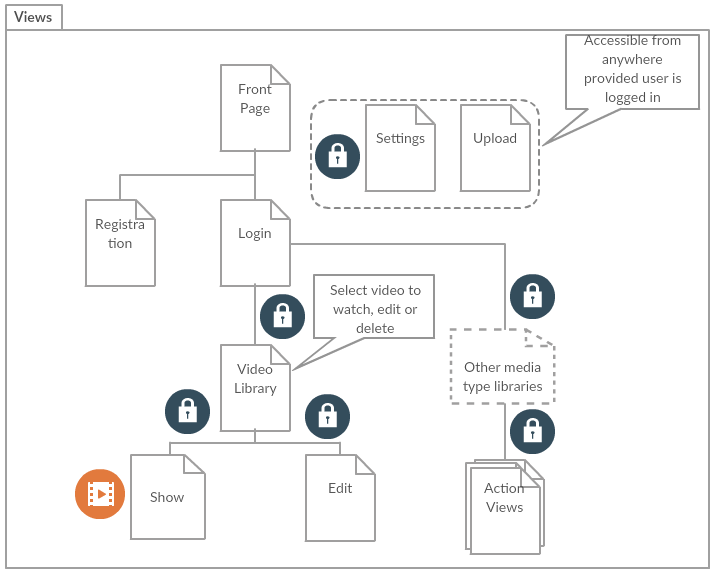 Views
Accessible from
anywhere
provided user is
logged in
Front
Page
Settings
Upload
Registra
tion
Login
Select video to
watch, edit or
delete
Video
Library
Other media
type libraries
Show
Edit
Action
Views